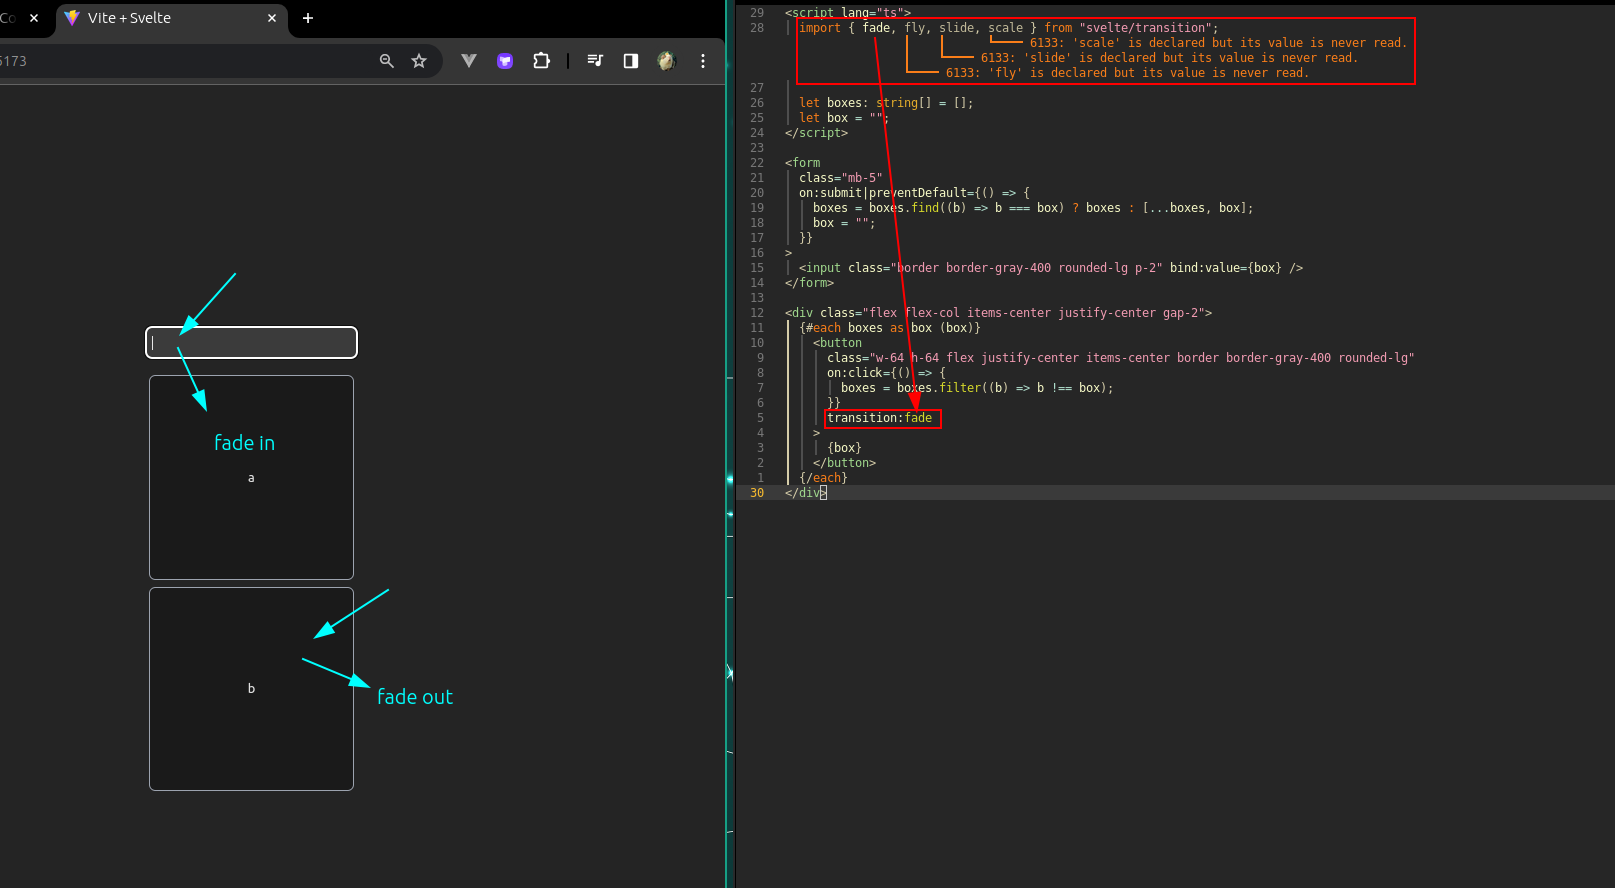 Co
Vite + Svelte
5173
fade in
a
b
fade out
29 <script lang="ts">
28 import { fade, fly, slide, scale } from "svelte/transition";
6133: 'scale' is declared but its value is never read.
6133: 'slide' is declared but its value is never read.
6133: 'fly' is declared but its value is never read.
27
26 let boxes: string[] = [];
25 let box = "";
24 </script>
23
22 <form
21 class="mb-5"
20 on:submit|preventDefault={() => {
19 boxes = boxes.find((b) => b === box) ? boxes : [...boxes, box];
18 box = "";
17 }}
16 >
15 <input class="border border-gray-400 rounded-lg p-2" bind:value={box} />
14 </form>
13
12 <div class="flex flex-col items-center justify-center gap-2">
11 {#each boxes as box (box)}
10 <button
9 class="w-64 h-64 flex justify-center items-center border border-gray-400 rounded-lg"
8 on:click={() => {
7 boxes = boxes.filter((b) => b !== box);
6 }}
5 transition:fade
4 >
3 {box}
2 </button>
1 {/each}
30 </div>